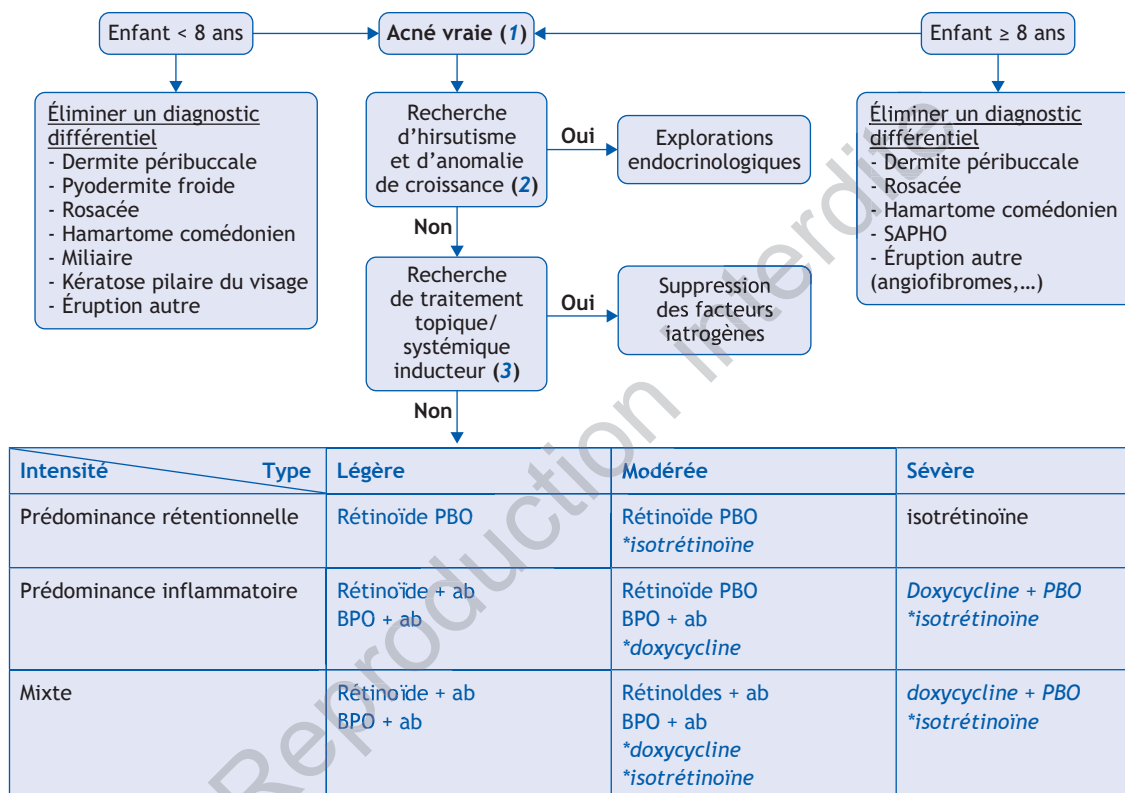 Enfant < 8 ans
Acné vraie (1)
Enfant ≥ 8 ans
Éliminer un diagnostic
différentiel
- Dermite péribuccale
- Pyodermite froide
- Rosacée
- Hamartome comédonien
- Miliaire
- Kératose pilaire du visage
- Éruption autre
Recherche
d'hirsutisme
et d'anomalie
de croissance (2)
Oui
Explorations
endocrinologiques
Éliminer un diagnostic
différentiel
- Dermite péribuccale
- Rosacée
- Hamartome comédonien
- SAPHO
- Éruption autre
(angiofibromes,...)
Non
Recherche
de traitement
topique/
systémique
inducteur (3)
Oui
Suppression
des facteurs
iatrogènes
Non
Intensité Type Légère Modérée Sévère
Prédominance rétentionnelle Rétinoïde PBO Rétinoïde PBO isotrétinoïne
*isotrétinoïne
Prédominance inflammatoire Rétinoïde + ab Rétinoïde PBO Doxycycline + PBO
BPO + ab BPO + ab *isotrétinoïne
*doxycycline
Mixte Rétinoïde + ab Rétinoldes + ab doxycycline + PBO
BPO + ab BPO + ab *isotrétinoïne
*doxycycline
*isotrétinoïne
Reproduction Interdite